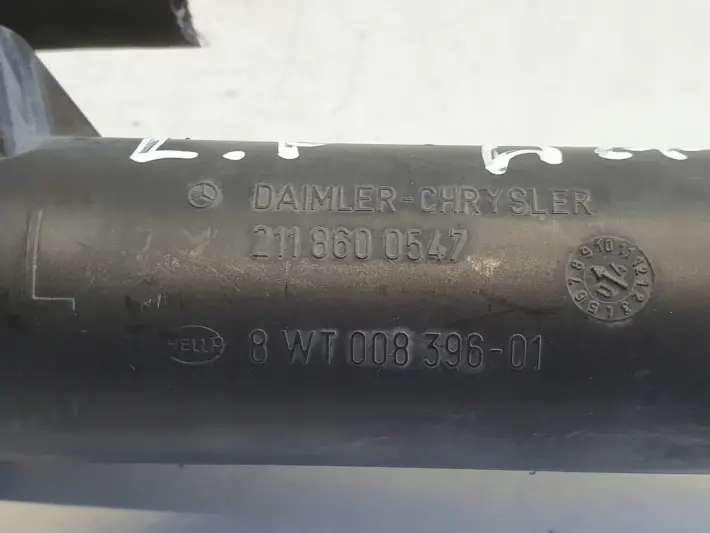 DAIMLER-CHRYSLER
211 860 0547
L
HELLA
8 WT 008 396-01